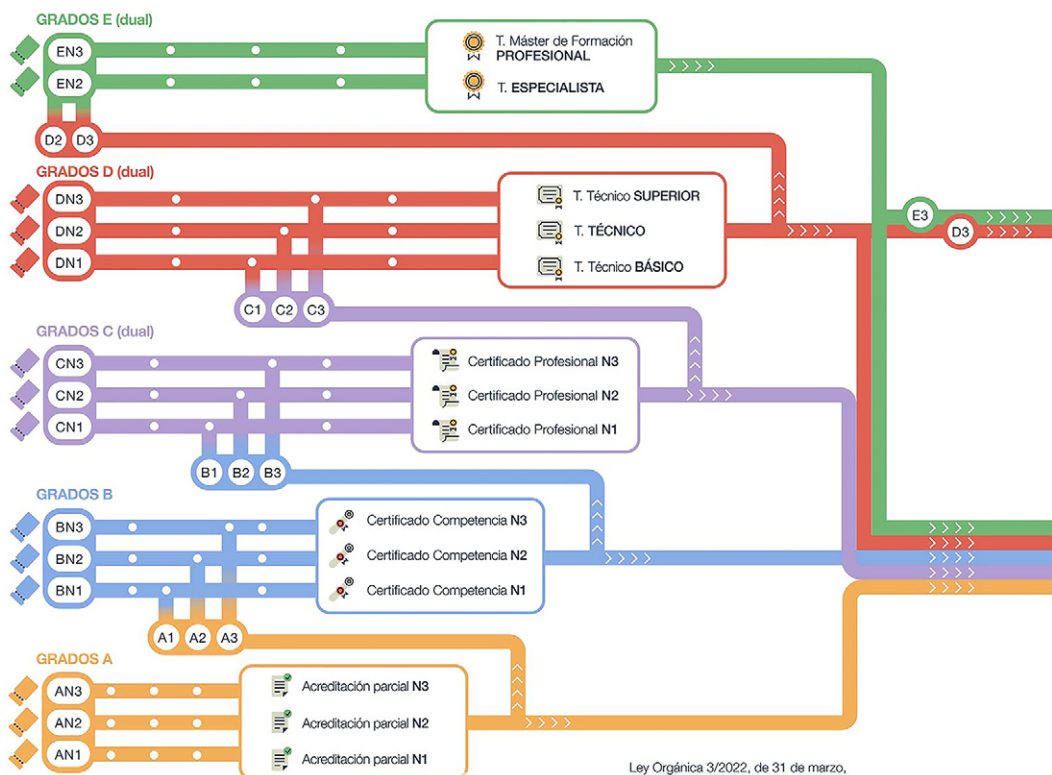 GRADOS E (dual)
EN3
EN2
T. Máster de Formación
PROFESIONAL
T. ESPECIALISTA
D2 D3
GRADOS D (dual)
DN3
DN2
DN1
T. Técnico SUPERIOR
T. TÉCNICO
T. Técnico BÁSICO
E3
D3
C1 C2 C3
GRADOS C (dual)
CN3
CN2
CN1
Certificado Profesional N3
Certificado Profesional N2
Certificado Profesional N1
B1 B2 B3
GRADOS B
BN3
BN2
BN1
Certificado Competencia N3
Certificado Competencia N2
Certificado Competencia N1
A1 A2 A3
GRADOS A
AN3
AN2
AN1
Acreditación parcial N3
Acreditación parcial N2
Acreditación parcial N1
Ley Orgánica 3/2022, de 31 de marzo,